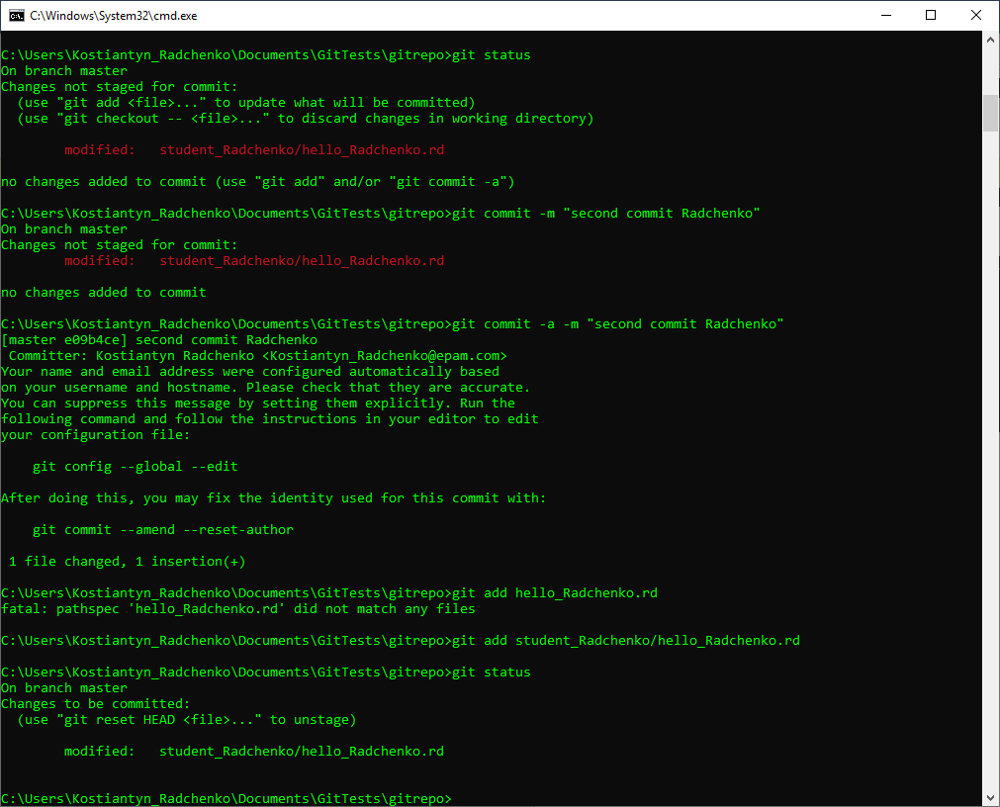 C:\Windows\System32\cmd.exe
C:\Users\Kostiantyn_Radchenko\Documents\GitTests\gitrepo>git status
On branch master
Changes not staged for commit:
  (use "git add <file>..." to update what will be committed)
  (use "git checkout -- <file>..." to discard changes in working directory)
        modified:   student_Radchenko/hello_Radchenko.rd
no changes added to commit (use "git add" and/or "git commit -a")
C:\Users\Kostiantyn_Radchenko\Documents\GitTests\gitrepo>git commit -m "second commit Radchenko"
On branch master
Changes not staged for commit:
        modified:   student_Radchenko/hello_Radchenko.rd
no changes added to commit
C:\Users\Kostiantyn_Radchenko\Documents\GitTests\gitrepo>git commit -a -m "second commit Radchenko"
[master e09b4ce] second commit Radchenko
 Committer: Kostiantyn Radchenko <Kostiantyn_Radchenko@epam.com>
Your name and email address were configured automatically based
on your username and hostname. Please check that they are accurate.
You can suppress this message by setting them explicitly. Run the
following command and follow the instructions in your editor to edit
your configuration file:
    git config --global --edit
After doing this, you may fix the identity used for this commit with:
    git commit --amend --reset-author
 1 file changed, 1 insertion(+)
C:\Users\Kostiantyn_Radchenko\Documents\GitTests\gitrepo>git add hello_Radchenko.rd
fatal: pathspec 'hello_Radchenko.rd' did not match any files
C:\Users\Kostiantyn_Radchenko\Documents\GitTests\gitrepo>git add student_Radchenko/hello_Radchenko.rd
C:\Users\Kostiantyn_Radchenko\Documents\GitTests\gitrepo>git status
On branch master
Changes to be committed:
  (use "git reset HEAD <file>..." to unstage)
        modified:   student_Radchenko/hello_Radchenko.rd
C:\Users\Kostiantyn_Radchenko\Documents\GitTests\gitrepo>